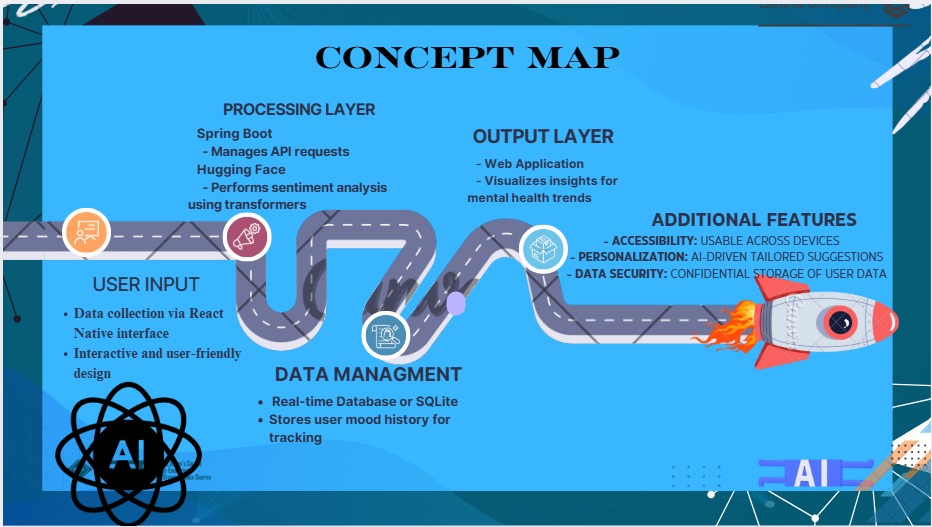 CONCEPT MAP
PROCESSING LAYER
Spring Boot
- Manages API requests
Hugging Face
- Performs sentiment analysis
using transformers
OUTPUT LAYER
- Web Application
- Visualizes insights for
mental health trends
ADDITIONAL FEATURES
- ACCESSIBILITY: USABLE ACROSS DEVICES
- PERSONALIZATION: AI-DRIVEN TAILORED SUGGESTIONS
- DATA SECURITY: CONFIDENTIAL STORAGE OF USER DATA
USER INPUT
• Data collection via React
Native interface
• Interactive and user-friendly
design
DATA MANAGMENT
• Real-time Database or SQLite
• Stores user mood history for
tracking
AI
AI